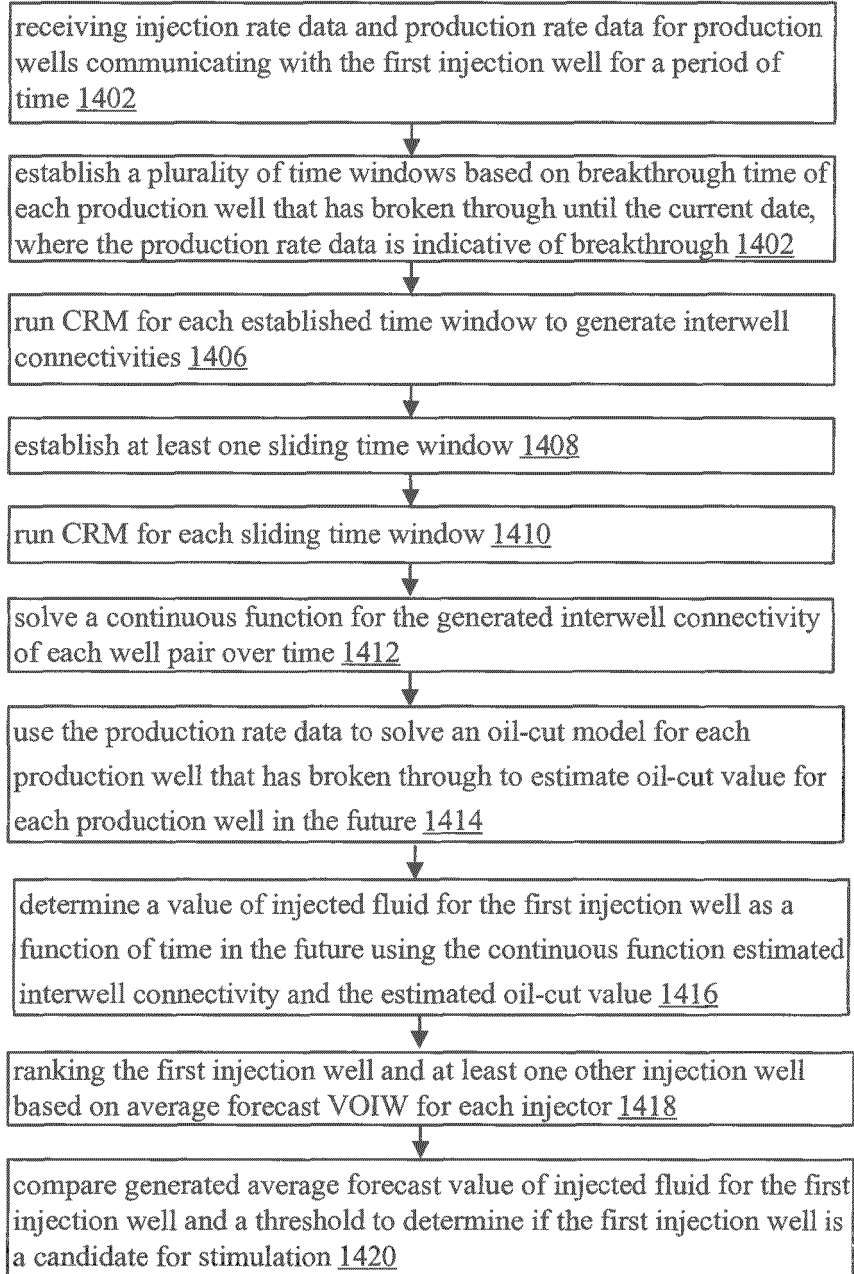 receiving injection rate data and production rate data for production
wells communicating with the first injection well for a period of
time 1402
establish a plurality of time windows based on breakthrough time of
each production well that has broken through until the current date,
where the production rate data is indicative of breakthrough 1402
run CRM for each established time window to generate interwell
connectivities 1406
establish at least one sliding time window 1408
run CRM for each sliding time window 1410
solve a continuous function for the generated interwell connectivity
of each well pair over time 1412
use the production rate data to solve an oil-cut model for each
production well that has broken through to estimate oil-cut value for
each production well in the future 1414
determine a value of injected fluid for the first injection well as a
function of time in the future using the continuous function estimated
interwell connectivity and the estimated oil-cut value 1416
ranking the first injection well and at least one other injection well
based on average forecast VOIW for each injector 1418
compare generated average forecast value of injected fluid for the first
injection well and a threshold to determine if the first injection well is
a candidate for stimulation 1420